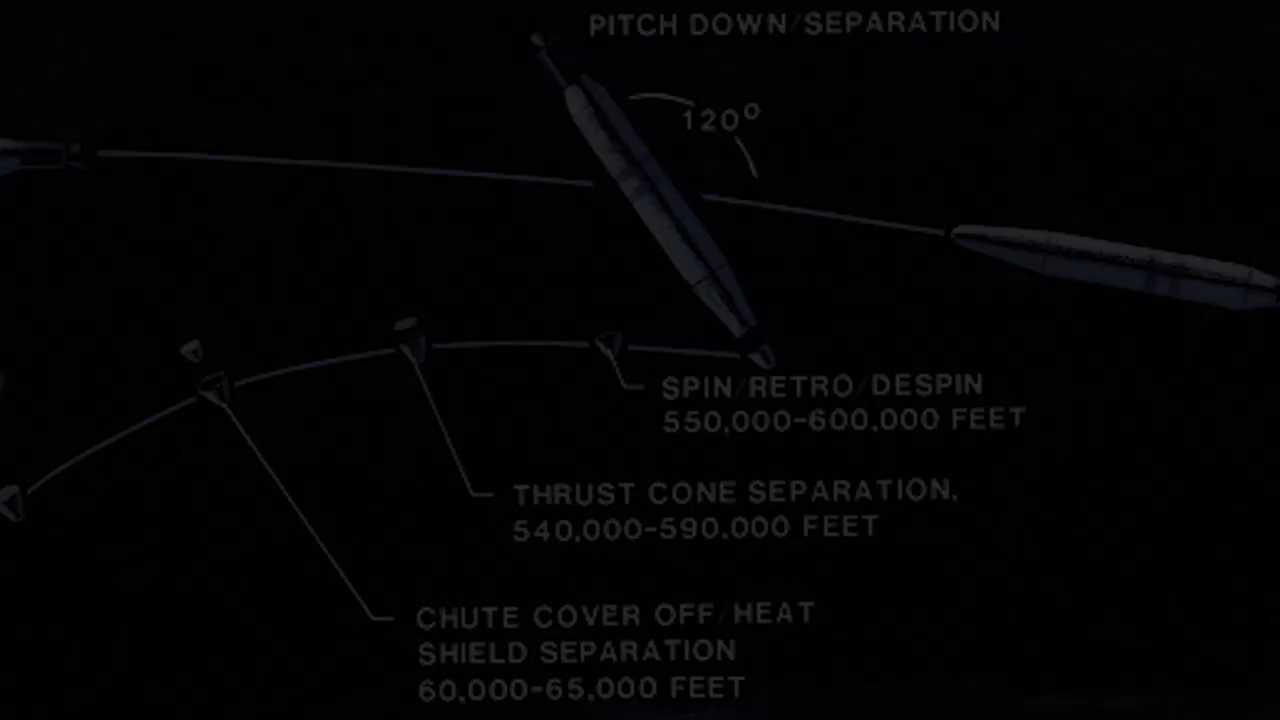 PITCH DOWN/SEPARATION
120°
SPIN/RETRO/DESPIN
550,000-600,000 FEET
THRUST CONE SEPARATION,
540,000-590,000 FEET
CHUTE COVER OFF/HEAT
SHIELD SEPARATION
60,000-65,000 FEET